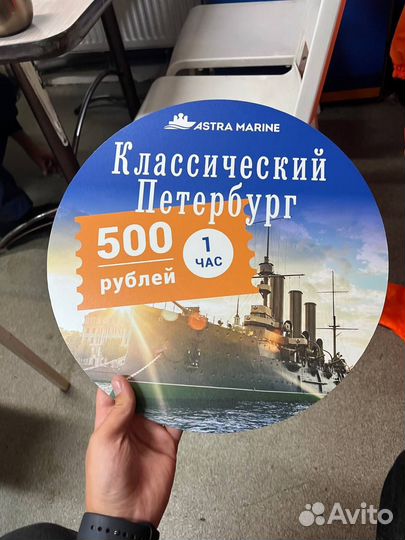 ASTRA MARINE
Классический
Петербург
500
рублей
1
час
Avito